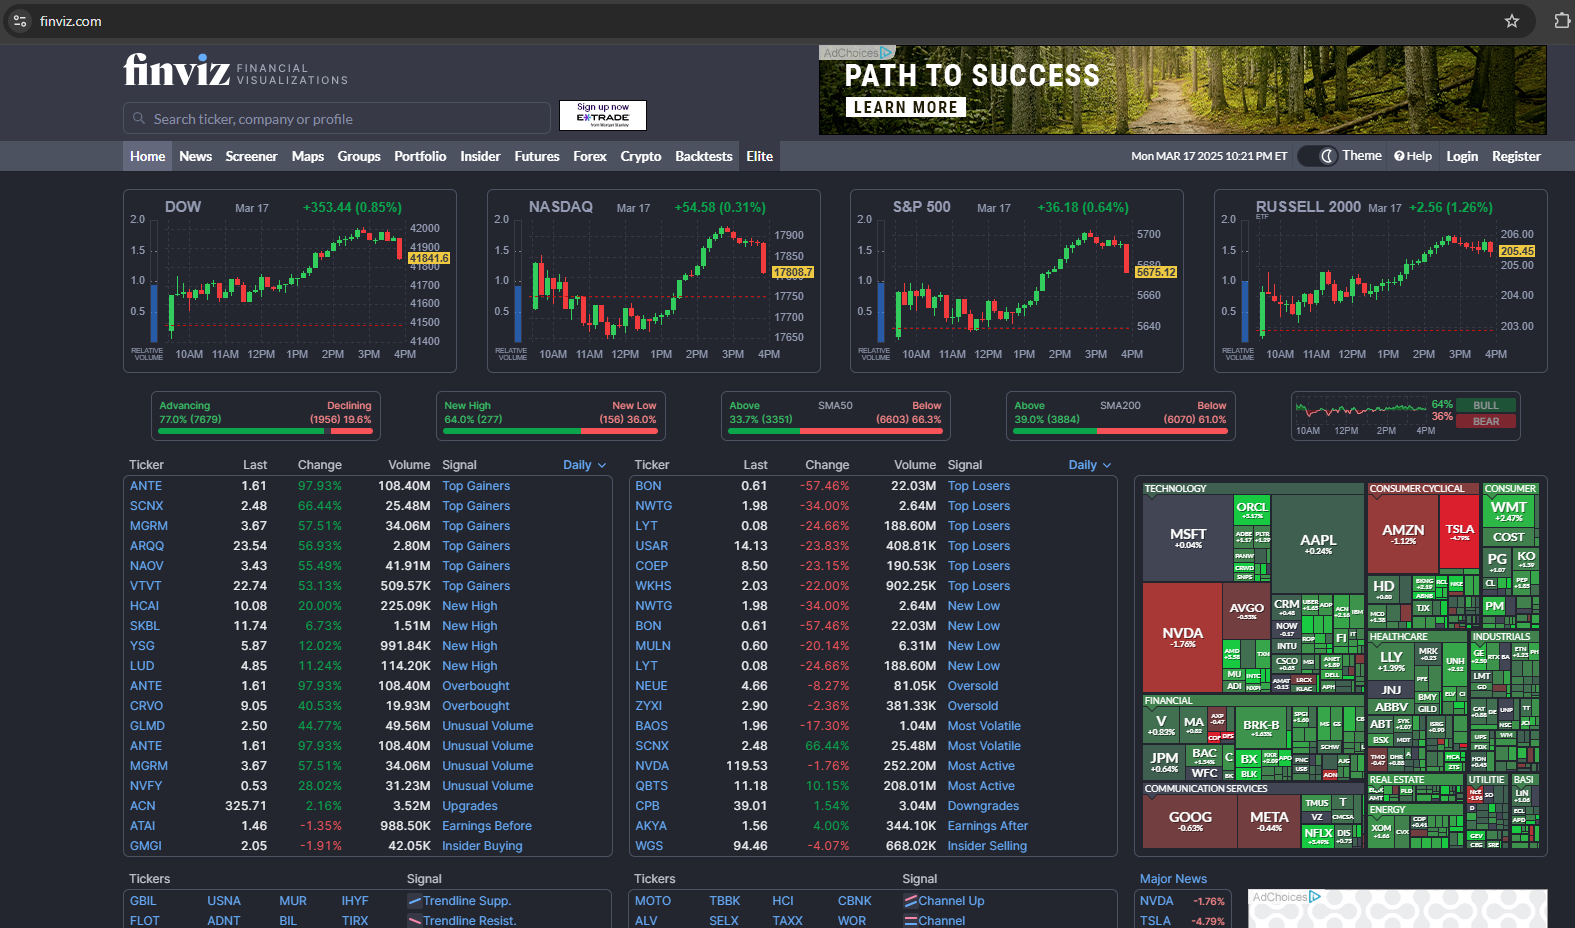 finviz.com
finviz FINANCIAL VISUALIZATIONS
AdChoices
PATH TO SUCCESS
LEARN MORE
Search ticker, company or profile
Sign up now
E*TRADE
from Morgan Stanley
Home News Screener Maps Groups Portfolio Insider Futures Forex Crypto Backtests Elite
Mon MAR 17 2025 10:21 PM ET Theme Help Login Register
DOW Mar 17 +353.44 (0.85%)
2.0
1.5
1.0
0.5
42000
41900
41841.6
41800
41700
41600
41500
41400
RELATIVE VOLUME
10AM 11AM 12PM 1PM 2PM 3PM 4PM
NASDAQ Mar 17 +54.58 (0.31%)
2.0
1.5
1.0
0.5
17900
17850
17808.7
17750
17700
17650
RELATIVE VOLUME
10AM 11AM 12PM 1PM 2PM 3PM 4PM
S&P 500 Mar 17 +36.18 (0.64%)
2.0
1.5
1.0
0.5
5700
5680
5675.12
5660
5640
RELATIVE VOLUME
10AM 11AM 12PM 1PM 2PM 3PM 4PM
RUSSELL 2000 Mar 17 +2.56 (1.26%)
ETF
2.0
1.5
1.0
0.5
206.00
205.45
205.00
204.00
203.00
RELATIVE VOLUME
10AM 11AM 12PM 1PM 2PM 3PM 4PM
Advancing Declining
77.0% (7679) (1956) 19.6%
New High New Low
64.0% (277) (156) 36.0%
Above SMA50 Below
33.7% (3351) (6603) 66.3%
Above SMA200 Below
39.0% (3884) (6070) 61.0%
64% BULL
36% BEAR
10AM 12PM 2PM 4PM
Ticker Last Change Volume Signal Daily
ANTE 1.61 97.93% 108.40M Top Gainers
SCNX 2.48 66.44% 25.48M Top Gainers
MGRM 3.67 57.51% 34.06M Top Gainers
ARQQ 23.54 56.93% 2.80M Top Gainers
NAOV 3.43 55.49% 41.91M Top Gainers
VTVT 22.74 53.13% 509.57K Top Gainers
HCAI 10.08 20.00% 225.09K New High
SKBL 11.74 6.73% 1.51M New High
YSG 5.87 12.02% 991.84K New High
LUD 4.85 11.24% 114.20K New High
ANTE 1.61 97.93% 108.40M Overbought
CRVO 9.05 40.53% 19.93M Overbought
GLMD 2.50 44.77% 49.56M Unusual Volume
ANTE 1.61 97.93% 108.40M Unusual Volume
MGRM 3.67 57.51% 34.06M Unusual Volume
NVFY 0.53 28.02% 31.23M Unusual Volume
ACN 325.71 2.16% 3.52M Upgrades
ATAI 1.46 -1.35% 988.50K Earnings Before
GMGI 2.05 -1.91% 42.05K Insider Buying
Ticker Last Change Volume Signal Daily
BON 0.61 -57.46% 22.03M Top Losers
NWTG 1.98 -34.00% 2.64M Top Losers
LYT 0.08 -24.66% 188.60M Top Losers
USAR 14.13 -23.83% 408.81K Top Losers
COEP 8.50 -23.15% 190.53K Top Losers
WKHS 2.03 -22.00% 902.25K Top Losers
NWTG 1.98 -34.00% 2.64M New Low
BON 0.61 -57.46% 22.03M New Low
MULN 0.60 -20.14% 6.31M New Low
LYT 0.08 -24.66% 188.60M New Low
NEUE 4.66 -8.27% 81.05K Oversold
ZYXI 2.90 -2.36% 381.33K Oversold
BAOS 1.96 -17.30% 1.04M Most Volatile
SCNX 2.48 66.44% 25.48M Most Volatile
NVDA 119.53 -1.76% 252.20M Most Active
QBTS 11.18 10.15% 208.01M Most Active
CPB 39.01 1.54% 3.04M Downgrades
AKYA 1.56 4.00% 344.10K Earnings After
WGS 94.46 -4.07% 668.02K Insider Selling
TECHNOLOGY
MSFT
+0.04%
ORCL
AAPL
+0.24%
NVDA
-1.76%
AVGO
-0.53%
CRM
NOW
INTU
CSCO
AMD
MU
ADI
CONSUMER CYCLICAL
AMZN
-1.12%
TSLA
-4.79%
HD
TJX
CONSUMER
WMT
+2.47%
COST
PG
KO
CL
PEP
PM
HEALTHCARE
LLY
+1.39%
JNJ
ABBV
MRK
UNH
BMY
GILD
ABT
BSX
INDUSTRIALS
GE
LMT
FINANCIAL
V
+0.83%
MA
JPM
+0.64%
BAC
WFC
C
BRK-B
BX
BLK
COMMUNICATION SERVICES
GOOG
-0.63%
META
-0.44%
TMUS
T
VZ
CMCSA
NFLX
DIS
REAL ESTATE
ENERGY
XOM
CVX
COP
UTILITIE
BASI
LIN
Tickers Signal
GBIL USNA MUR IHYF Trendline Supp.
FLOT ADNT BIL TIRX Trendline Resist.
Tickers Signal
MOTO TBBK HCI CBNK Channel Up
ALV SELX TAXX WOR Channel
Major News
NVDA -1.76%
TSLA -4.79%
AdChoices